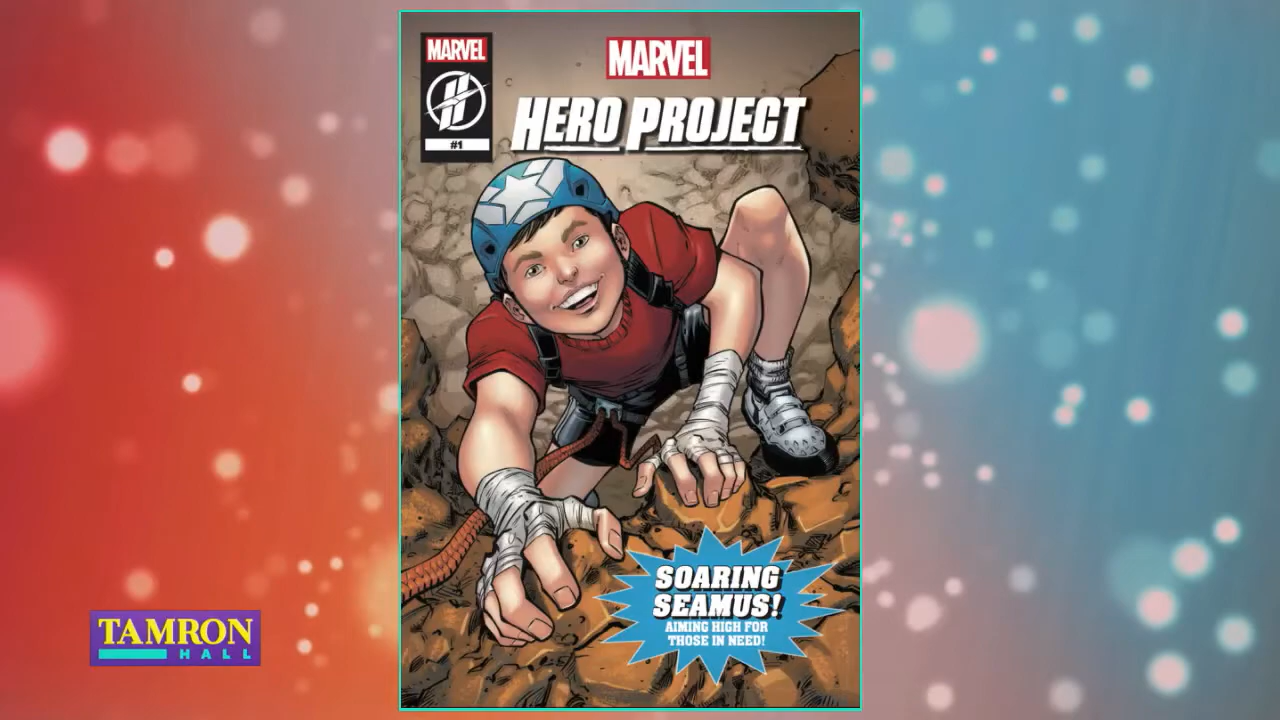 MARVEL
H
#1
MARVEL
HERO PROJECT
SOARING
SEAMUS!
AIMING HIGH FOR
THOSE IN NEED!
TAMRON
HALL